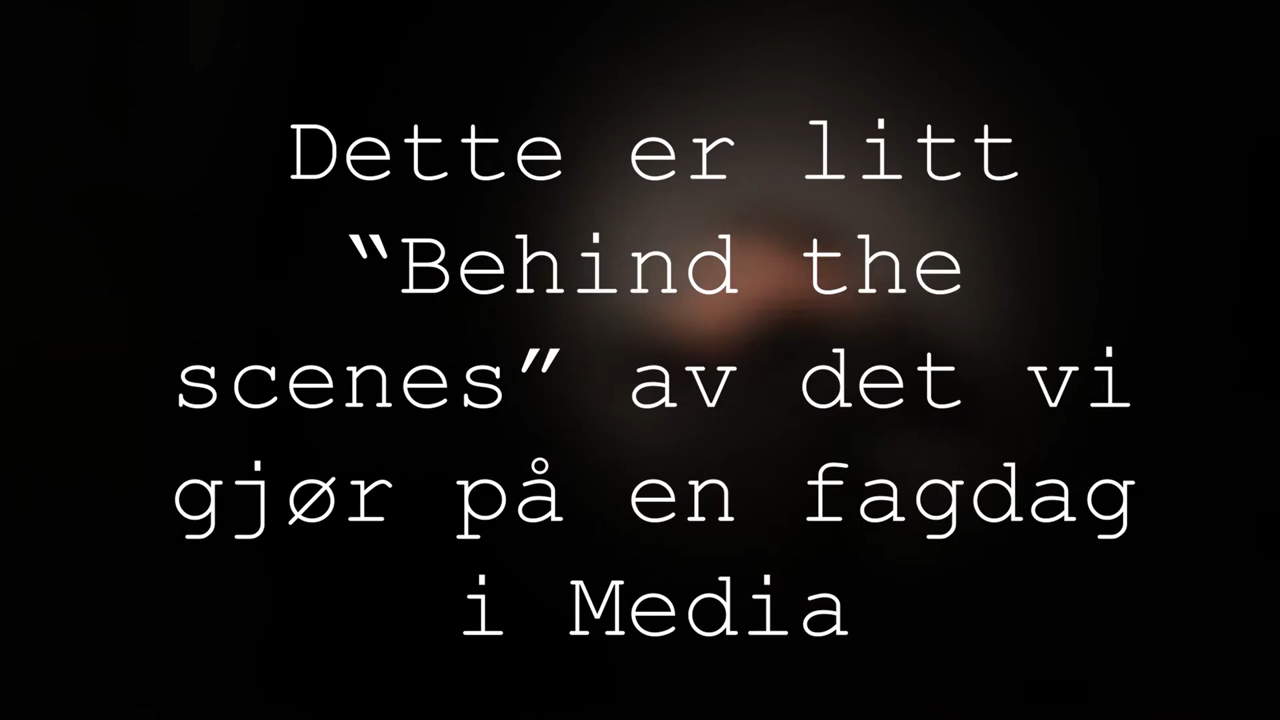 Dette er litt
“Behind the
scenes” av det vi
gjør på en fagdag
i Media